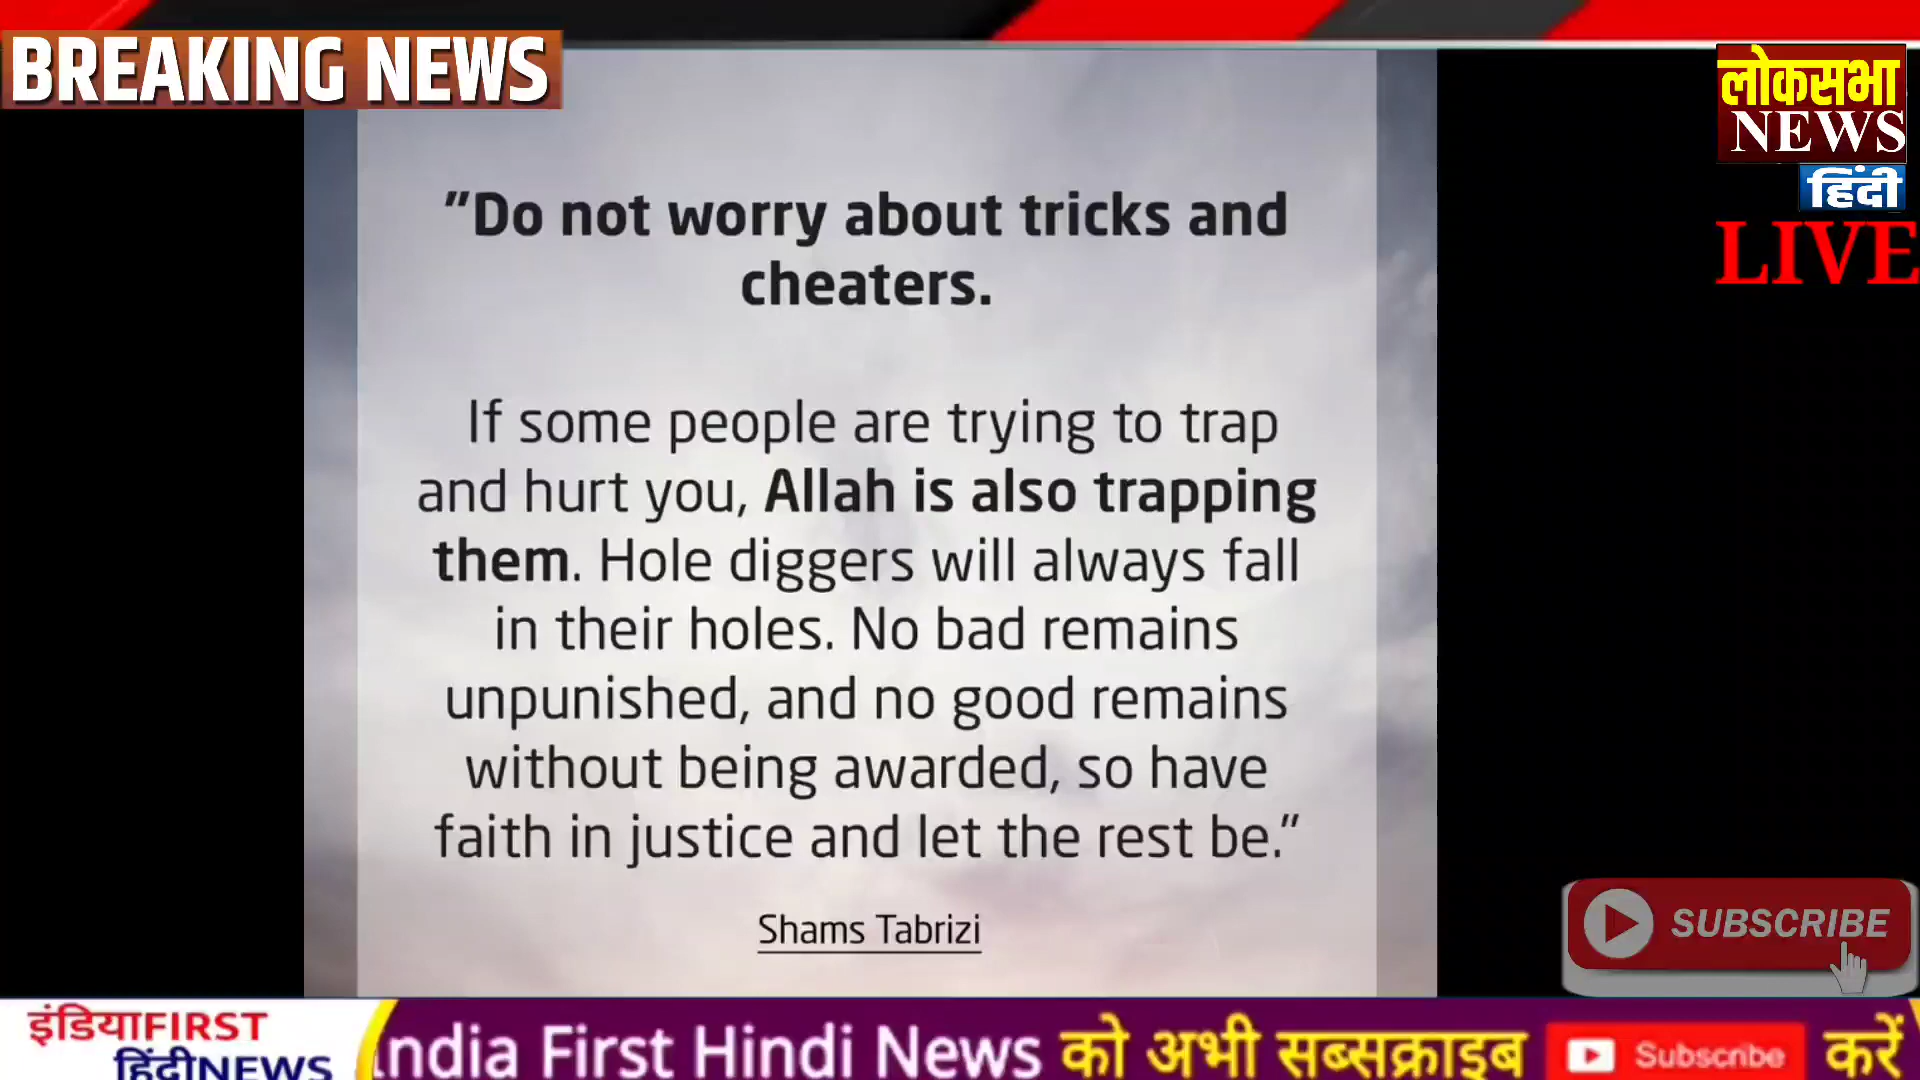 BREAKING NEWS
लोकसभा
NEWS
हिंदी
LIVE
"Do not worry about tricks and
cheaters.
If some people are trying to trap
and hurt you, Allah is also trapping
them. Hole diggers will always fall
in their holes. No bad remains
unpunished, and no good remains
without being awarded, so have
faith in justice and let the rest be."
Shams Tabrizi
SUBSCRIBE
इंडियाFIRST
हिंदीNEWS
India First Hindi News को अभी सब्सक्राइब Subscribe करें